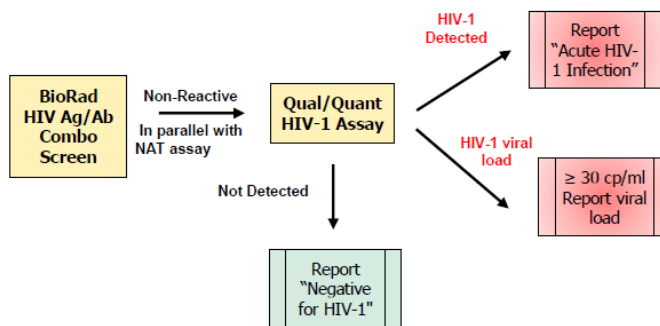 BioRad
HIV Ag/Ab
Combo
Screen
Non-Reactive
In parallel with
NAT assay
Qual/Quant
HIV-1 Assay
HIV-1
Detected
Report
“Acute HIV-
1 Infection”
HIV-1 viral
load
≥ 30 cp/ml
Report viral
load
Not Detected
Report
“Negative
for HIV-1"